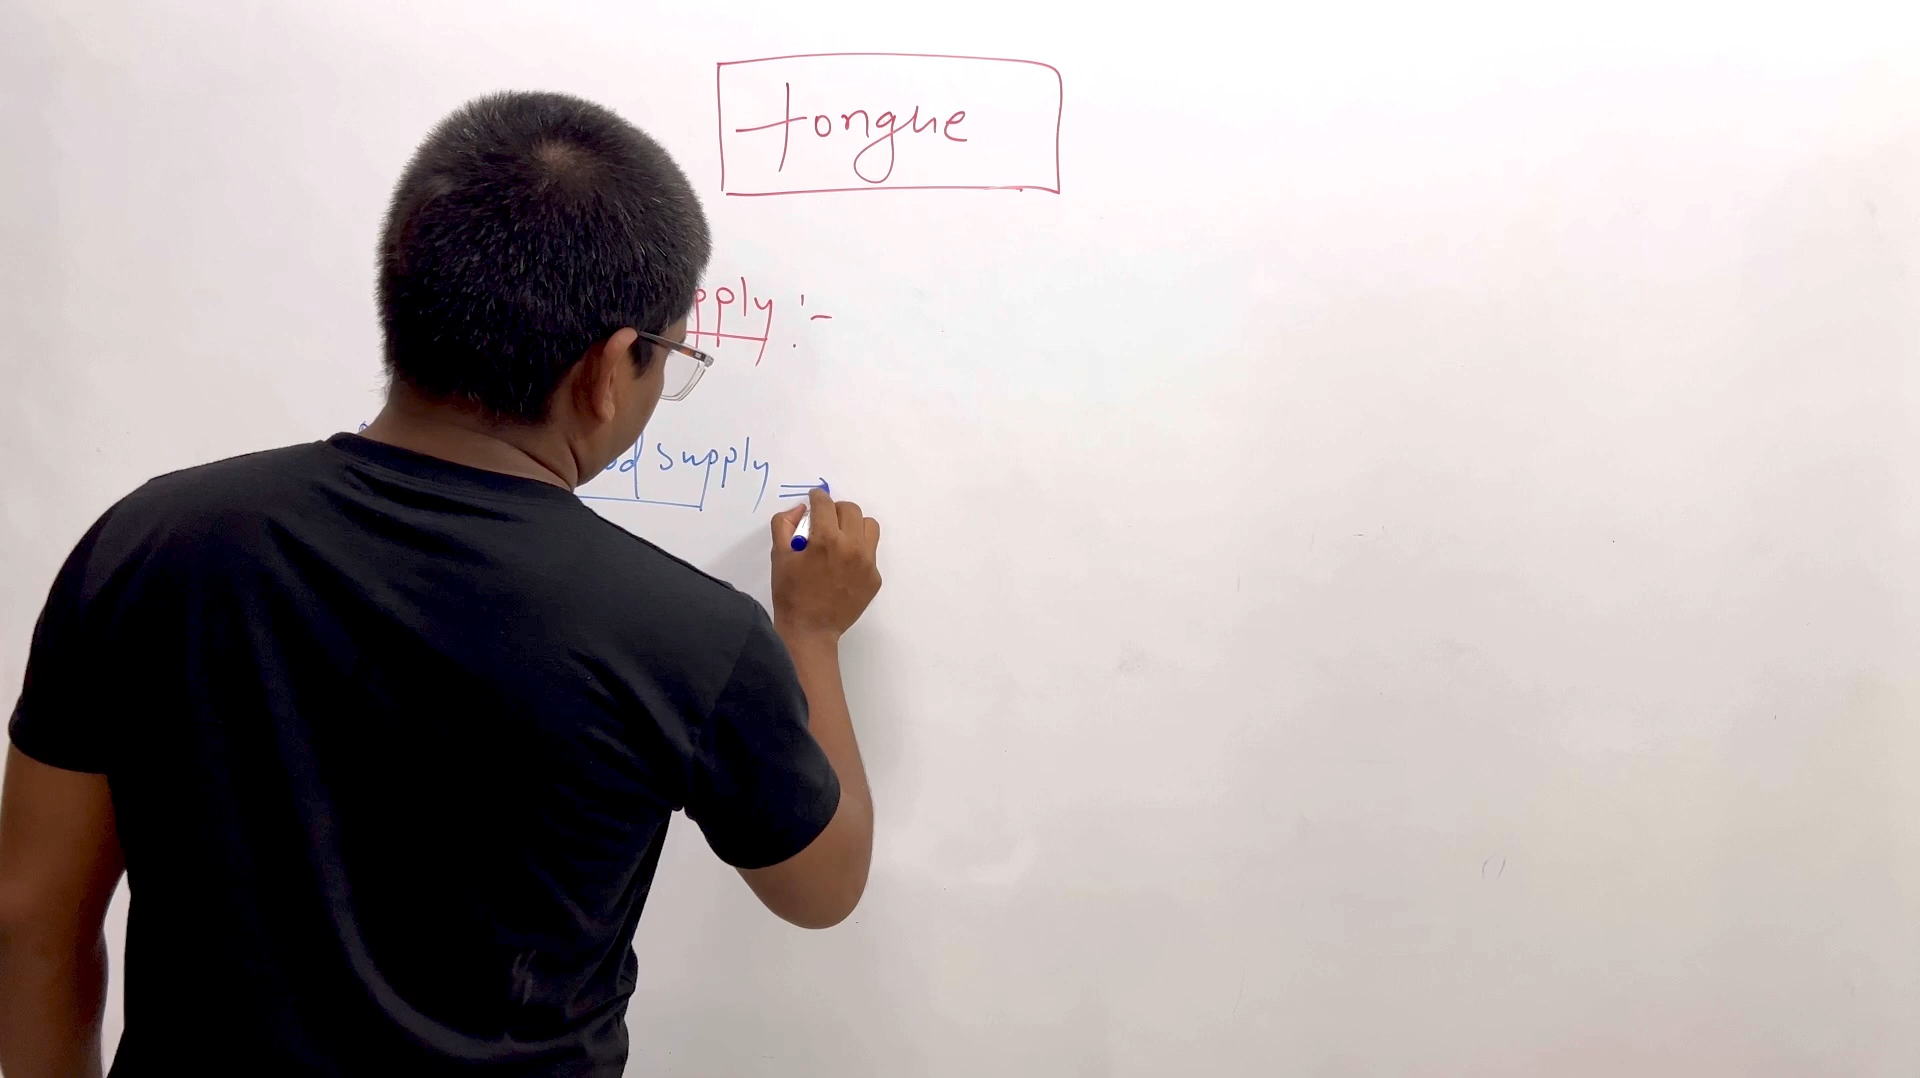 tongue
pply :-
od supply ⇒